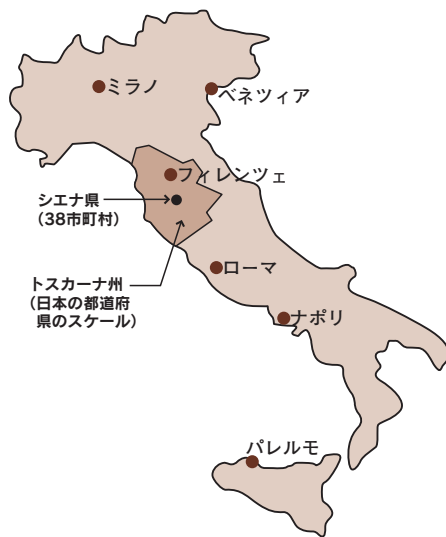 ミラノ
ベネツィア
フィレンツェ
シエナ県
（38市町村）
ローマ
トスカーナ州
（日本の都道府
県のスケール）
ナポリ
パレルモ